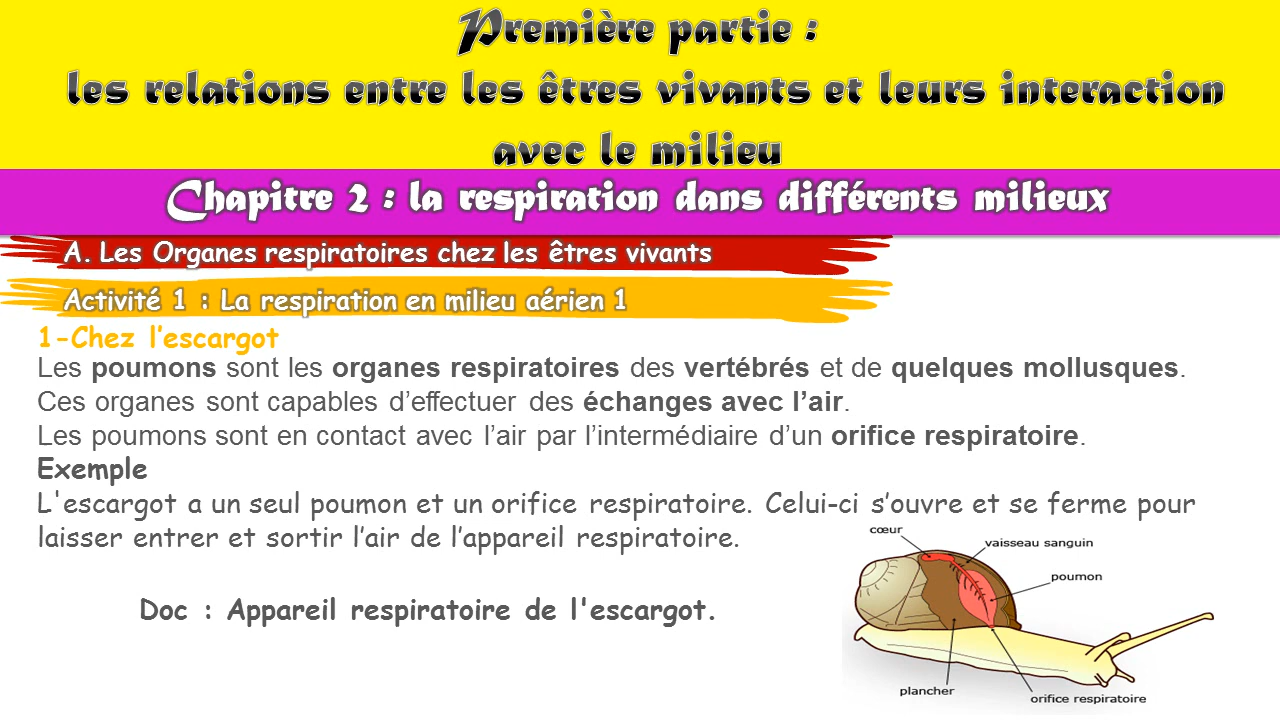 Première partie :
les relations entre les êtres vivants et leurs interaction
avec le milieu
Chapitre 2 : la respiration dans différents milieux
A. Les Organes respiratoires chez les êtres vivants
Activité 1 : La respiration en milieu aérien 1
1-Chez l’escargot
Les poumons sont les organes respiratoires des vertébrés et de quelques mollusques.
Ces organes sont capables d’effectuer des échanges avec l’air.
Les poumons sont en contact avec l’air par l’intermédiaire d’un orifice respiratoire.
Exemple
L'escargot a un seul poumon et un orifice respiratoire. Celui-ci s’ouvre et se ferme pour
laisser entrer et sortir l’air de l’appareil respiratoire.
Doc : Appareil respiratoire de l'escargot.
cœur
vaisseau sanguin
poumon
plancher
orifice respiratoire